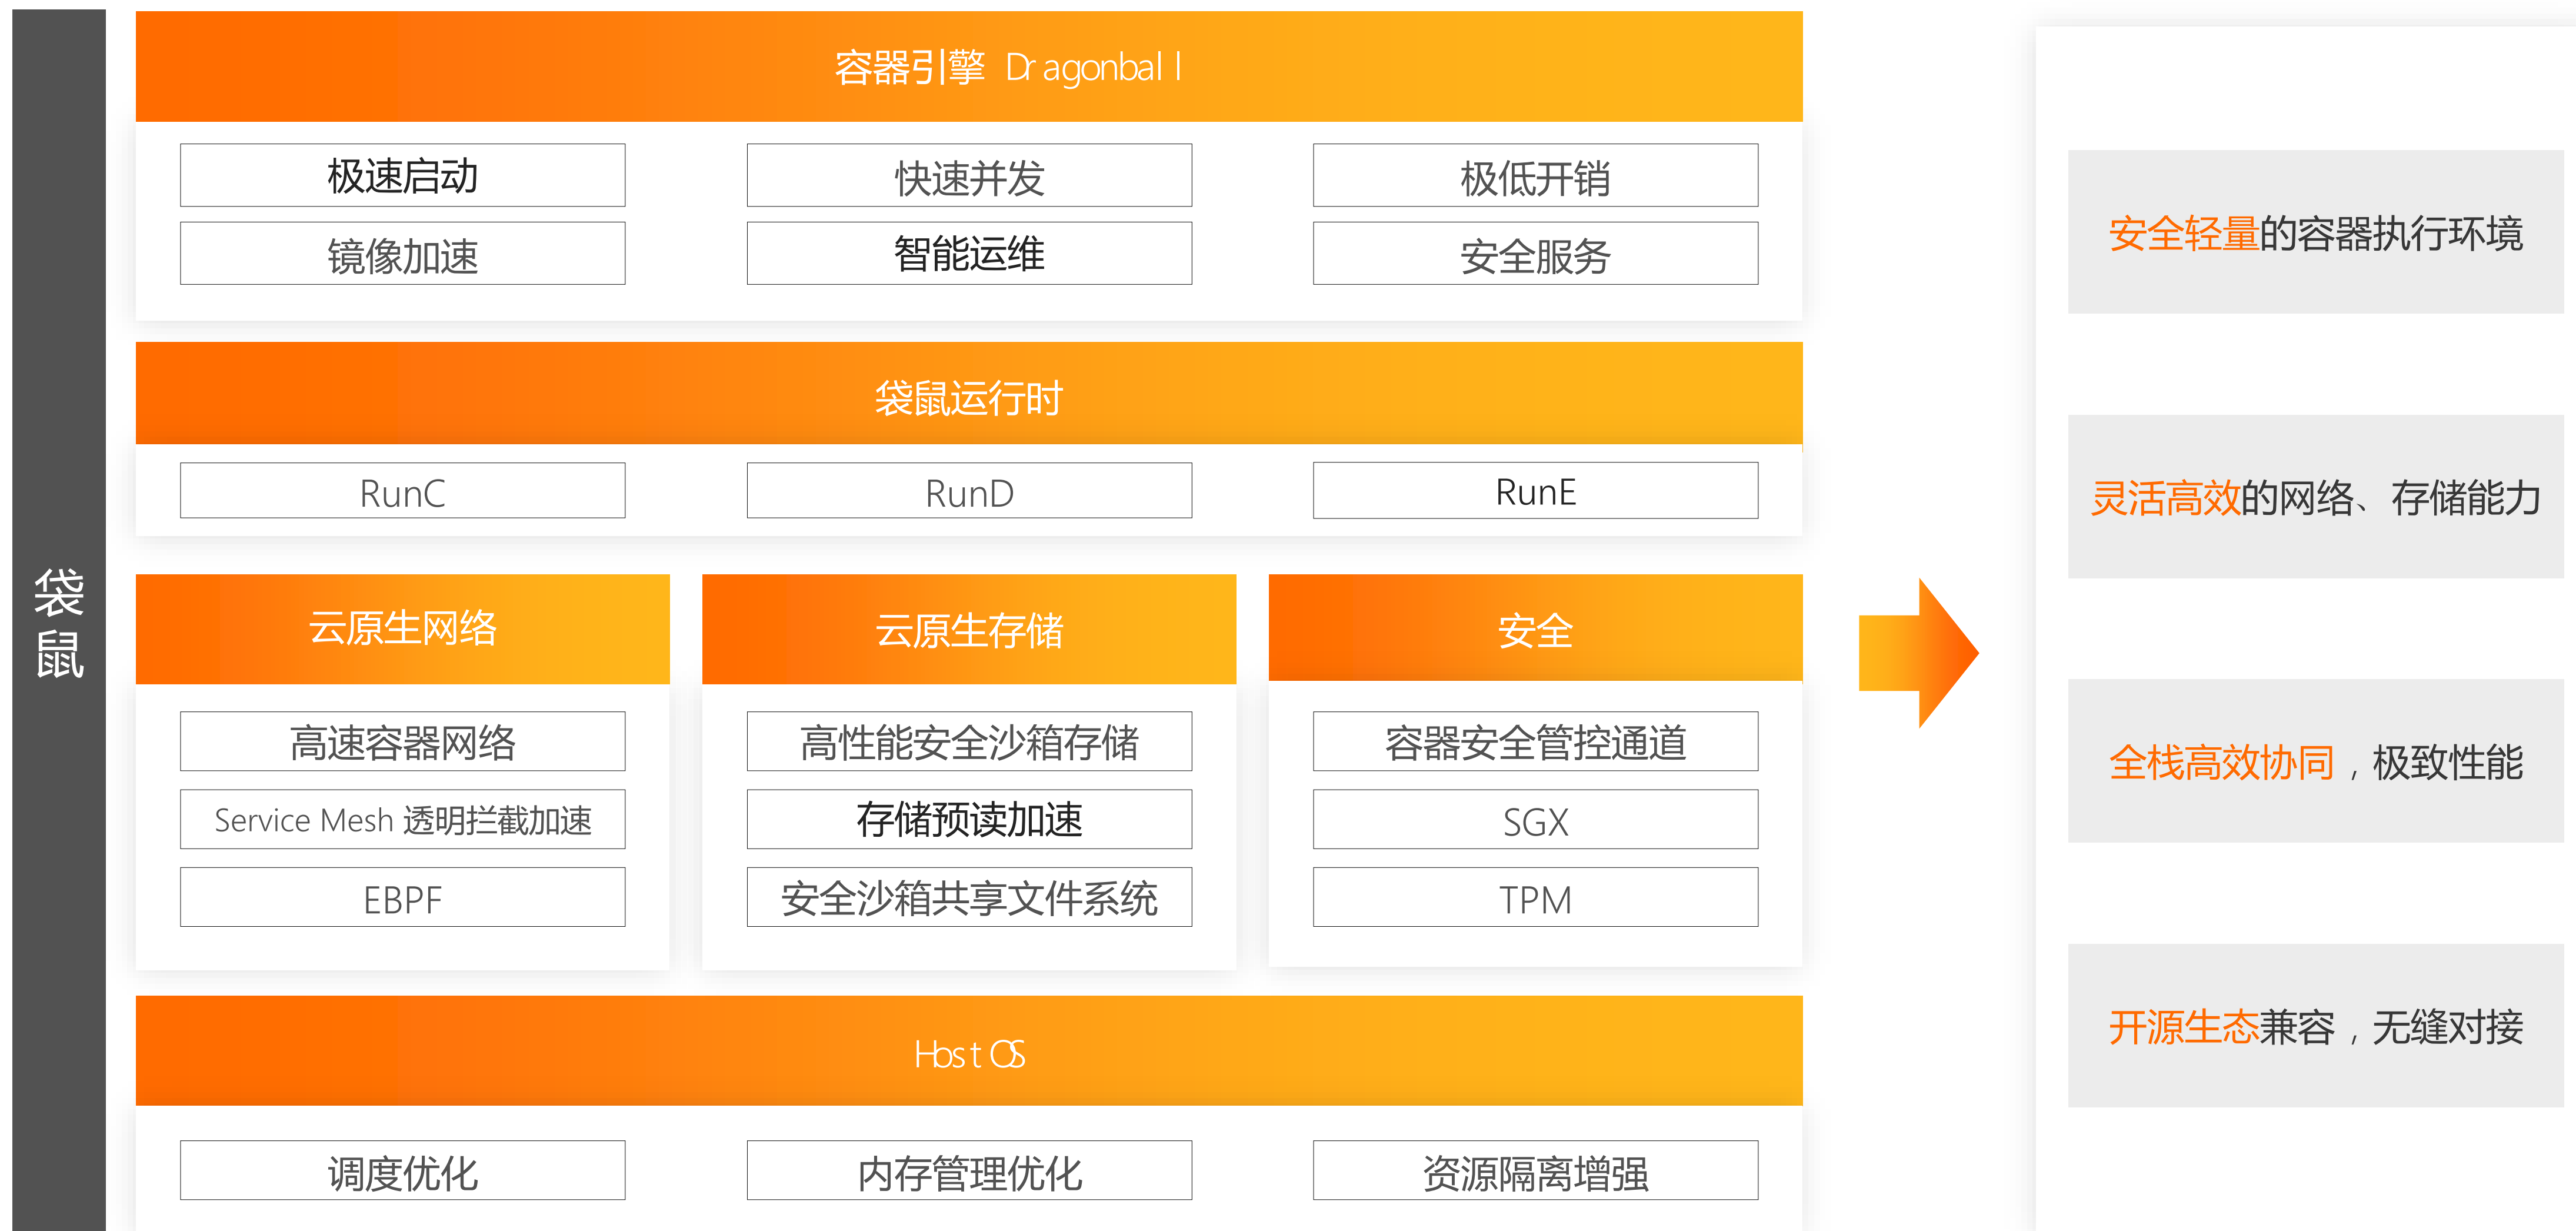 袋鼠
容器引擎 Dragonball
极速启动
快速并发
极低开销
镜像加速
智能运维
安全服务
袋鼠运行时
RunC
RunD
RunE
云原生网络
高速容器网络
Service Mesh 透明拦截加速
EBPF
云原生存储
高性能安全沙箱存储
存储预读加速
安全沙箱共享文件系统
安全
容器安全管控通道
SGX
TPM
Host OS
调度优化
内存管理优化
资源隔离增强
安全轻量的容器执行环境
灵活高效的网络、存储能力
全栈高效协同，极致性能
开源生态兼容，无缝对接